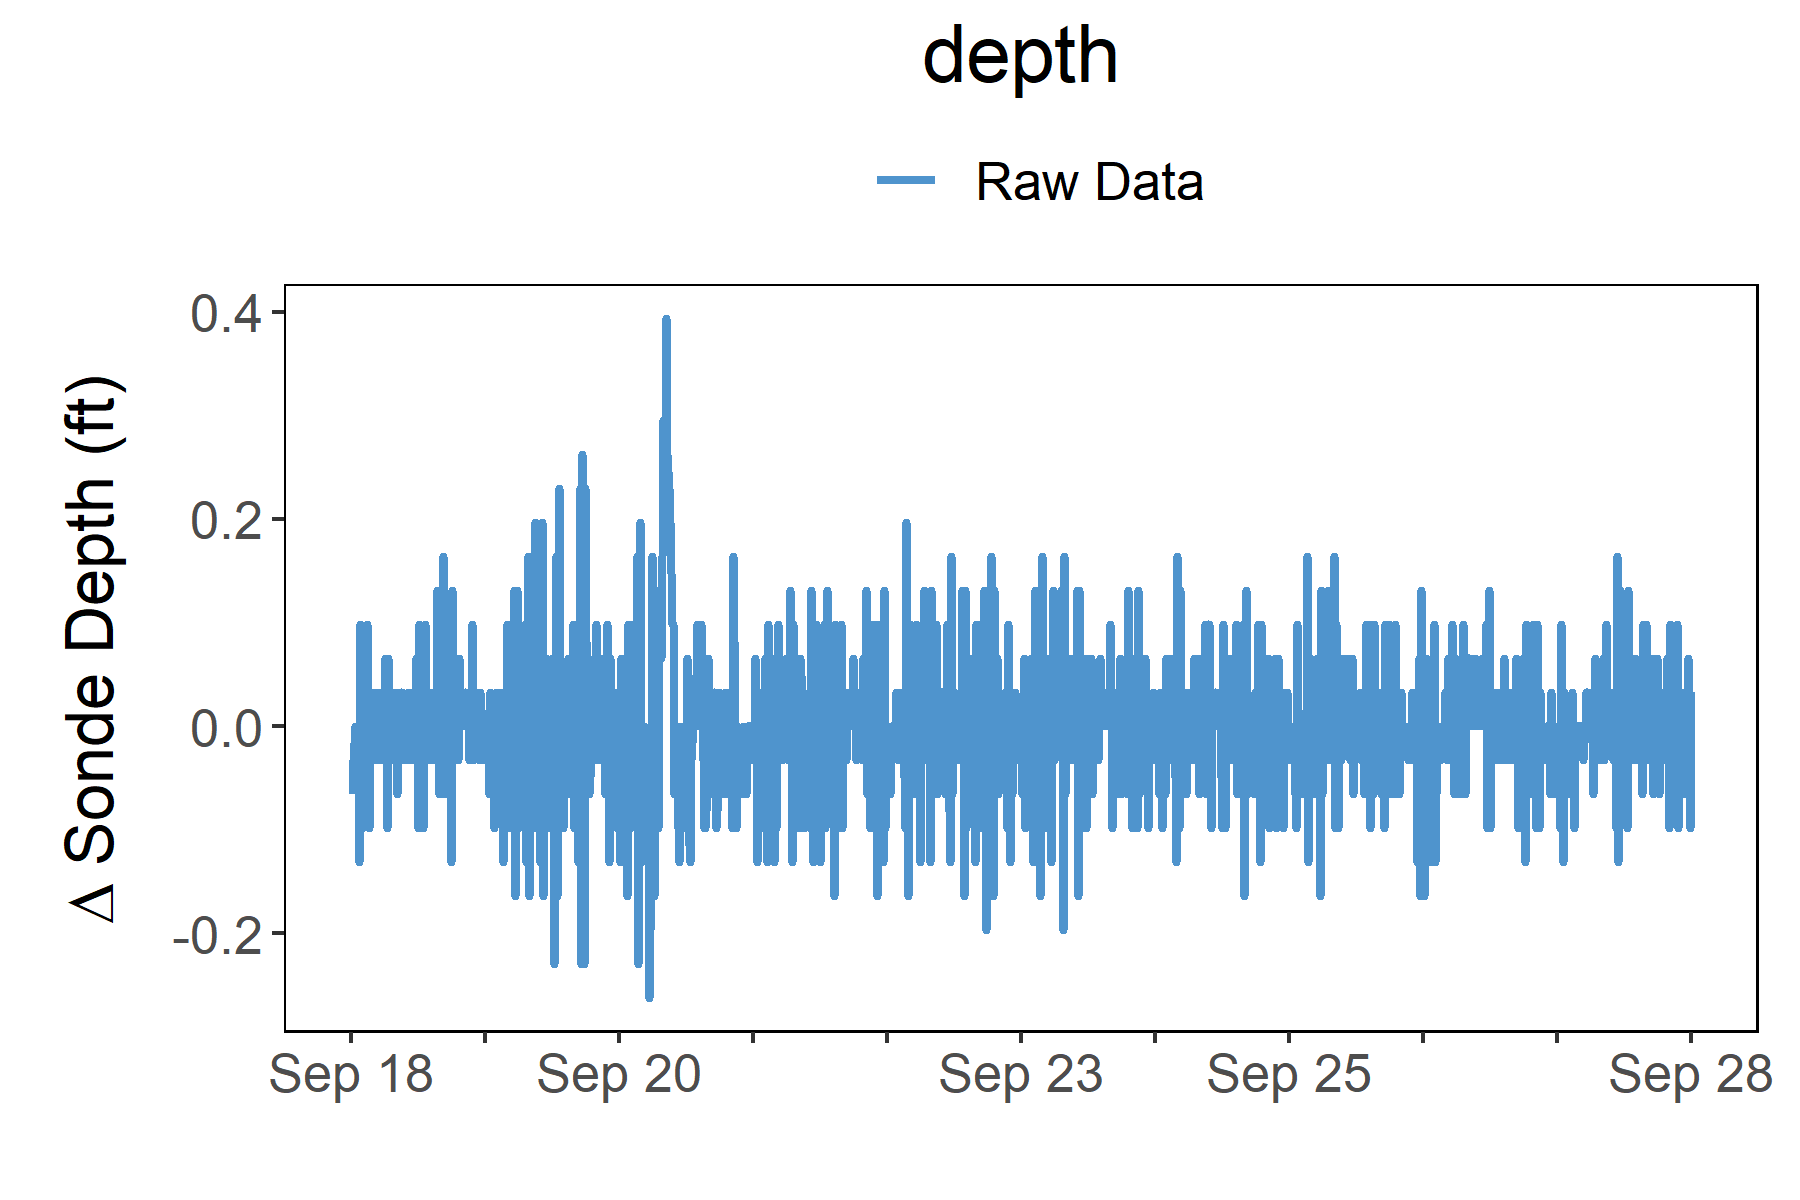 depth
Raw Data
Δ Sonde Depth (ft)
0.4
0.2
0.0
-0.2
Sep 18 Sep 20 Sep 23 Sep 25 Sep 28